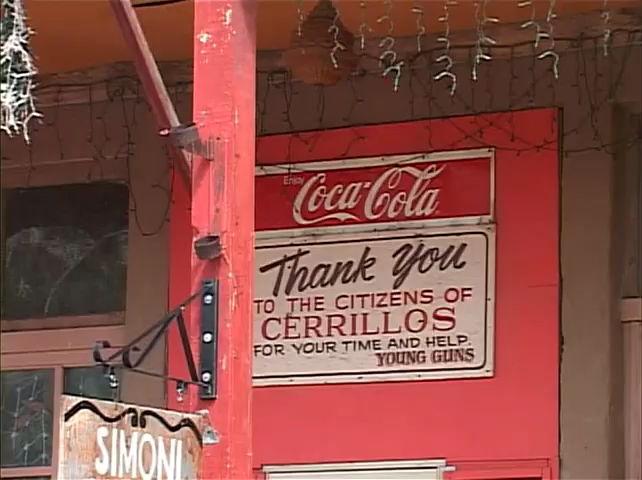 Enjoy
Coca-Cola
Thank you
TO THE CITIZENS OF
CERRILLOS
FOR YOUR TIME AND HELP.
YOUNG GUNS
SIMONI